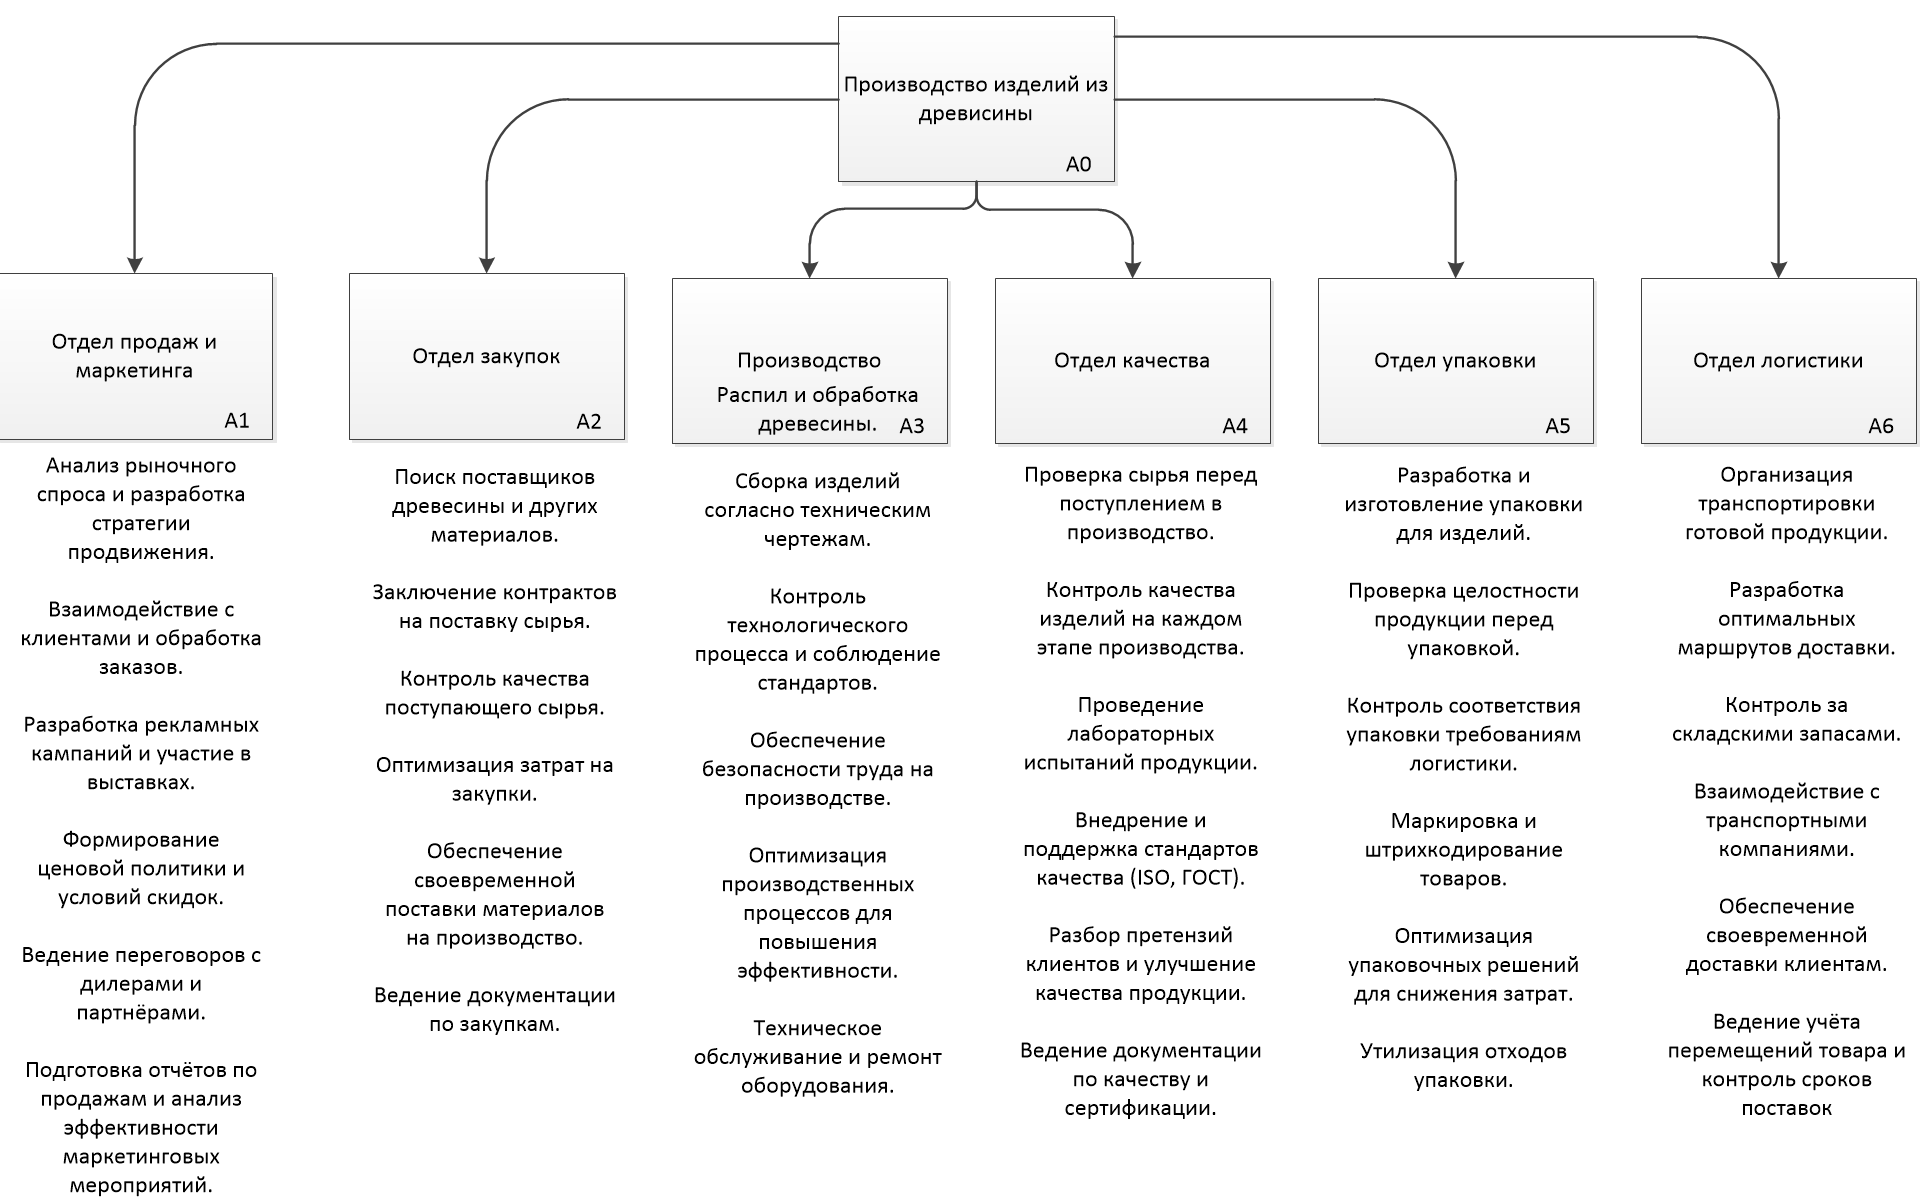 Производство изделий из
древисины
A0
Отдел продаж и
маркетинга
A1
Анализ рыночного
спроса и разработка
стратегии
продвижения.
Взаимодействие с
клиентами и обработка
заказов.
Разработка рекламных
кампаний и участие в
выставках.
Формирование
ценовой политики и
условий скидок.
Ведение переговоров с
дилерами и
партнёрами.
Подготовка отчётов по
продажам и анализ
эффективности
маркетинговых
мероприятий.
Отдел закупок
A2
Поиск поставщиков
древесины и других
материалов.
Заключение контрактов
на поставку сырья.
Контроль качества
поступающего сырья.
Оптимизация затрат на
закупки.
Обеспечение
своевременной
поставки материалов
на производство.
Ведение документации
по закупкам.
Производство
Распил и обработка
древесины.
A3
Сборка изделий
согласно техническим
чертежам.
Контроль
технологического
процесса и соблюдение
стандартов.
Обеспечение
безопасности труда на
производстве.
Оптимизация
производственных
процессов для
повышения
эффективности.
Техническое
обслуживание и ремонт
оборудования.
Отдел качества
A4
Проверка сырья перед
поступлением в
производство.
Контроль качества
изделий на каждом
этапе производства.
Проведение
лабораторных
испытаний продукции.
Внедрение и
поддержка стандартов
качества (ISO, ГОСТ).
Разбор претензий
клиентов и улучшение
качества продукции.
Ведение документации
по качеству и
сертификации.
Отдел упаковки
A5
Разработка и
изготовление упаковки
для изделий.
Проверка целостности
продукции перед
упаковкой.
Контроль соответствия
упаковки требованиям
логистики.
Маркировка и
штрихкодирование
товаров.
Оптимизация
упаковочных решений
для снижения затрат.
Утилизация отходов
упаковки.
Отдел логистики
A6
Организация
транспортировки
готовой продукции.
Разработка
оптимальных
маршрутов доставки.
Контроль за
складскими запасами.
Взаимодействие с
транспортными
компаниями.
Обеспечение
своевременной
доставки клиентам.
Ведение учёта
перемещений товара и
контроль сроков
поставок